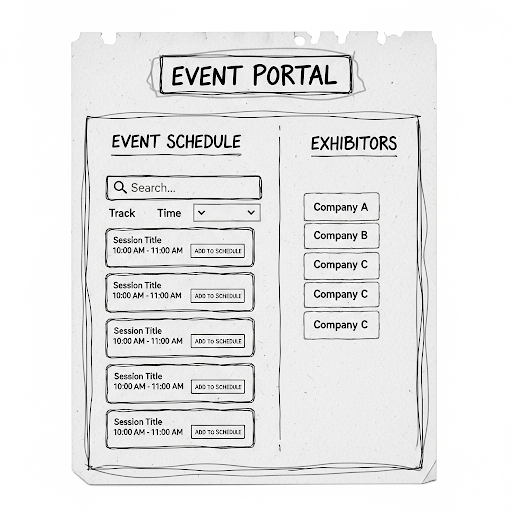 EVENT PORTAL
EVENT SCHEDULE
Search...
Track Time
Session Title
10:00 AM - 11:00 AM ADD TO SCHEDULE
Session Title
10:00 AM - 11:00 AM ADD TO SCHEDULE
Session Title
10:00 AM - 11:00 AM ADD TO SCHEDULE
Session Title
10:00 AM - 11:00 AM ADD TO SCHEDULE
Session Title
10:00 AM - 11:00 AM ADD TO SCHEDULE
EXHIBITORS
Company A
Company B
Company C
Company C
Company C